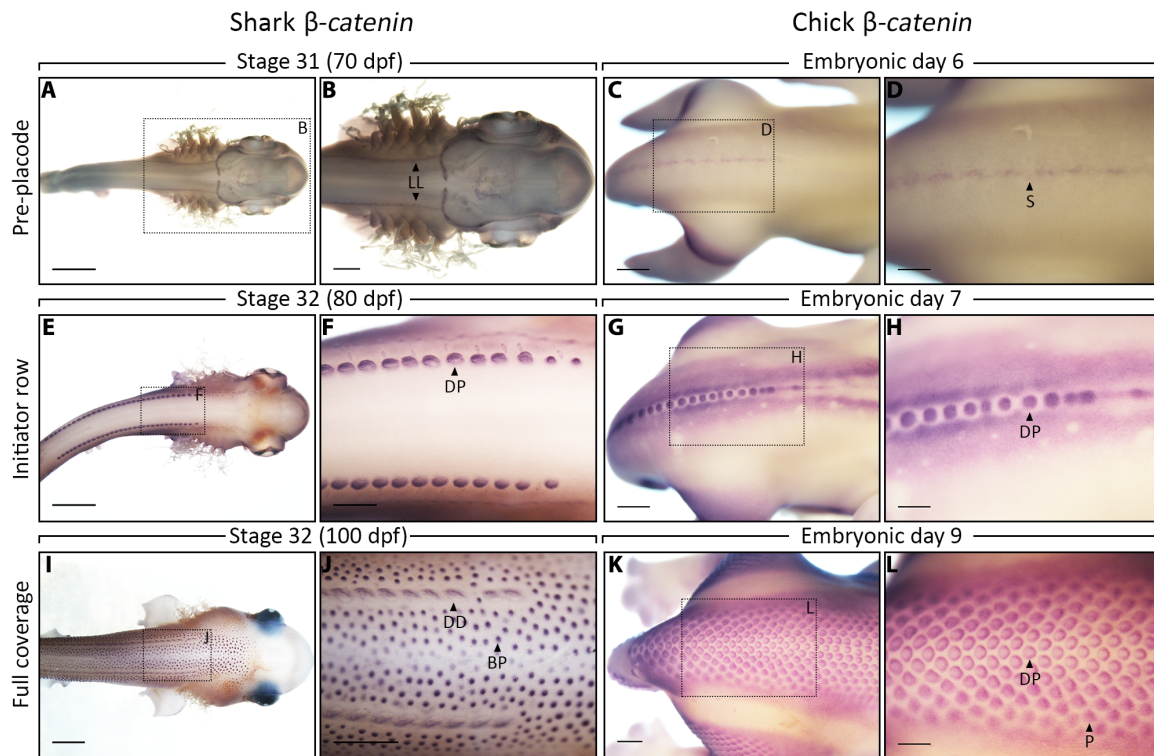 Shark β-catenin
Chick β-catenin
Stage 31 (70 dpf)
Embryonic day 6
Pre-placode
A
B
B
LL
C
D
D
S
Stage 32 (80 dpf)
Embryonic day 7
Initiator row
E
F
F
DP
G
H
H
DP
Stage 32 (100 dpf)
Embryonic day 9
Full coverage
I
J
J
DD
BP
K
L
L
DP
P